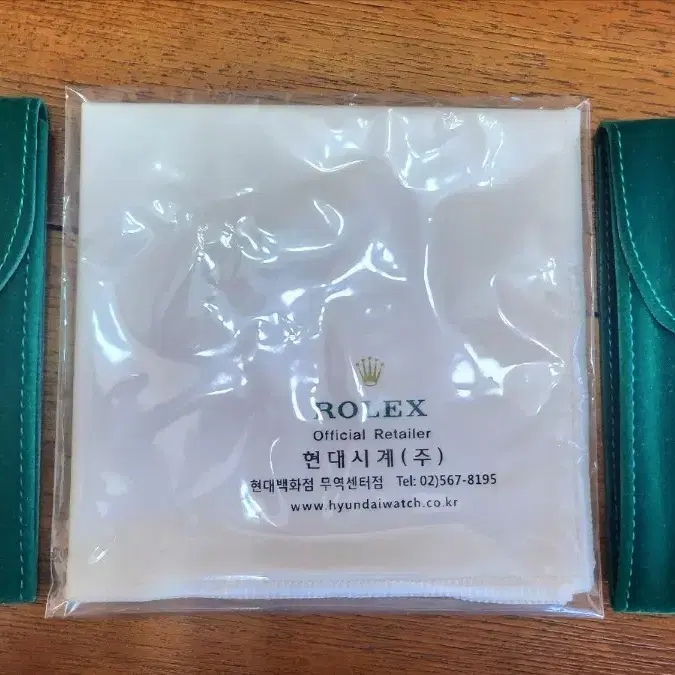 ROLEX
Official Retailer
현대시계(주)
현대백화점 무역센터점 Tel: 02)567-8195
www.hyundaiwatch.co.kr